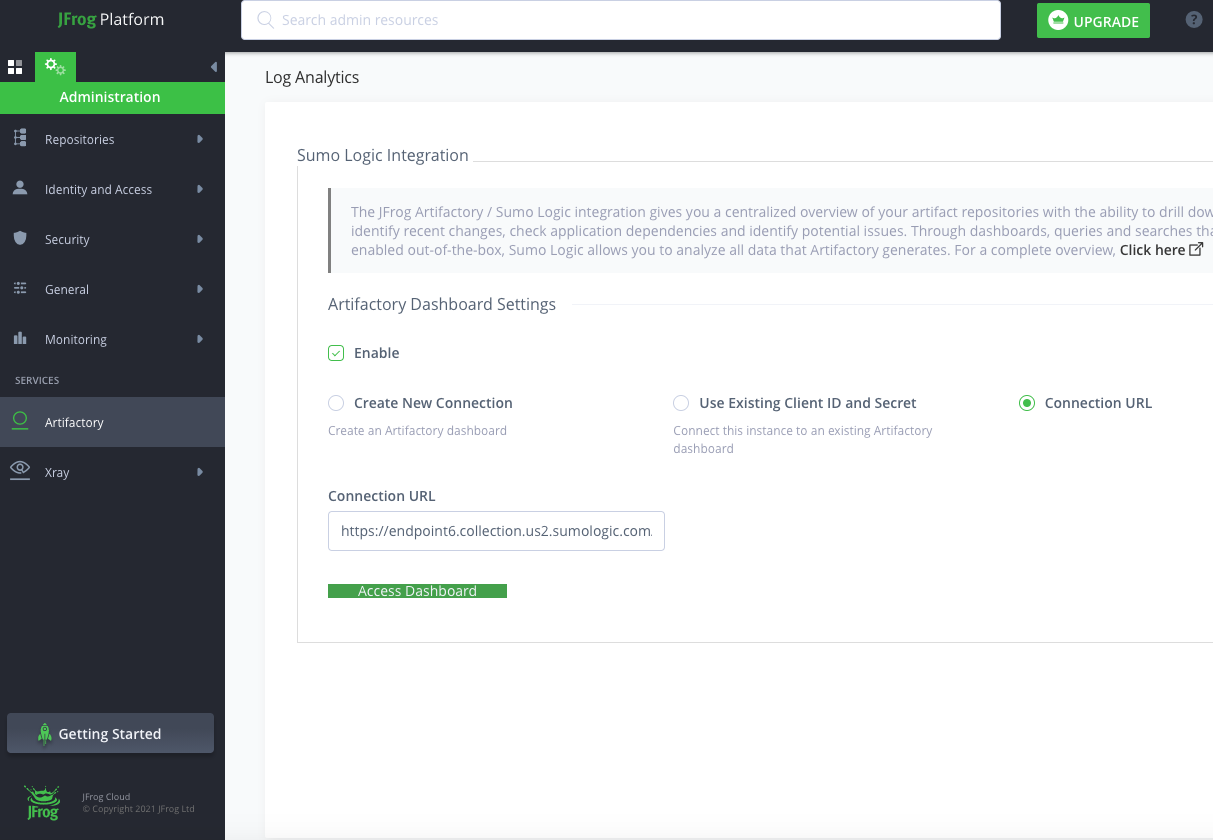 JFrog Platform
Search admin resources
UPGRADE
?
Administration
Log Analytics
Repositories
Identity and Access
Security
General
Monitoring
SERVICES
Artifactory
Xray
Sumo Logic Integration
The JFrog Artifactory / Sumo Logic integration gives you a centralized overview of your artifact repositories with the ability to drill dow
identify recent changes, check application dependencies and identify potential issues. Through dashboards, queries and searches tha
enabled out-of-the-box, Sumo Logic allows you to analyze all data that Artifactory generates. For a complete overview, Click here
Artifactory Dashboard Settings
Enable
Create New Connection
Create an Artifactory dashboard
Use Existing Client ID and Secret
Connect this instance to an existing Artifactory
dashboard
Connection URL
Connection URL
https://endpoint6.collection.us2.sumologic.com.
Access Dashboard
Getting Started
JFrog
JFrog Cloud
© Copyright 2021 JFrog Ltd